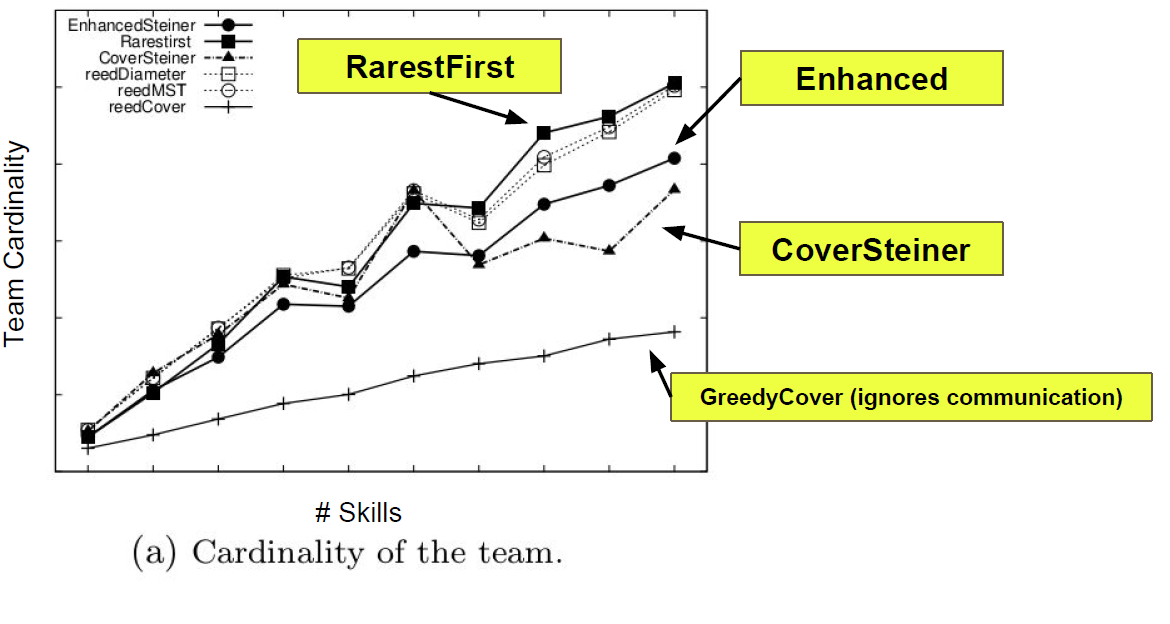 EnhancedSteiner
Rarestirst
CoverSteiner
reedDiameter
reedMST
reedCover
RarestFirst
Enhanced
CoverSteiner
GreedyCover (ignores communication)
Team Cardinality
# Skills
(a) Cardinality of the team.